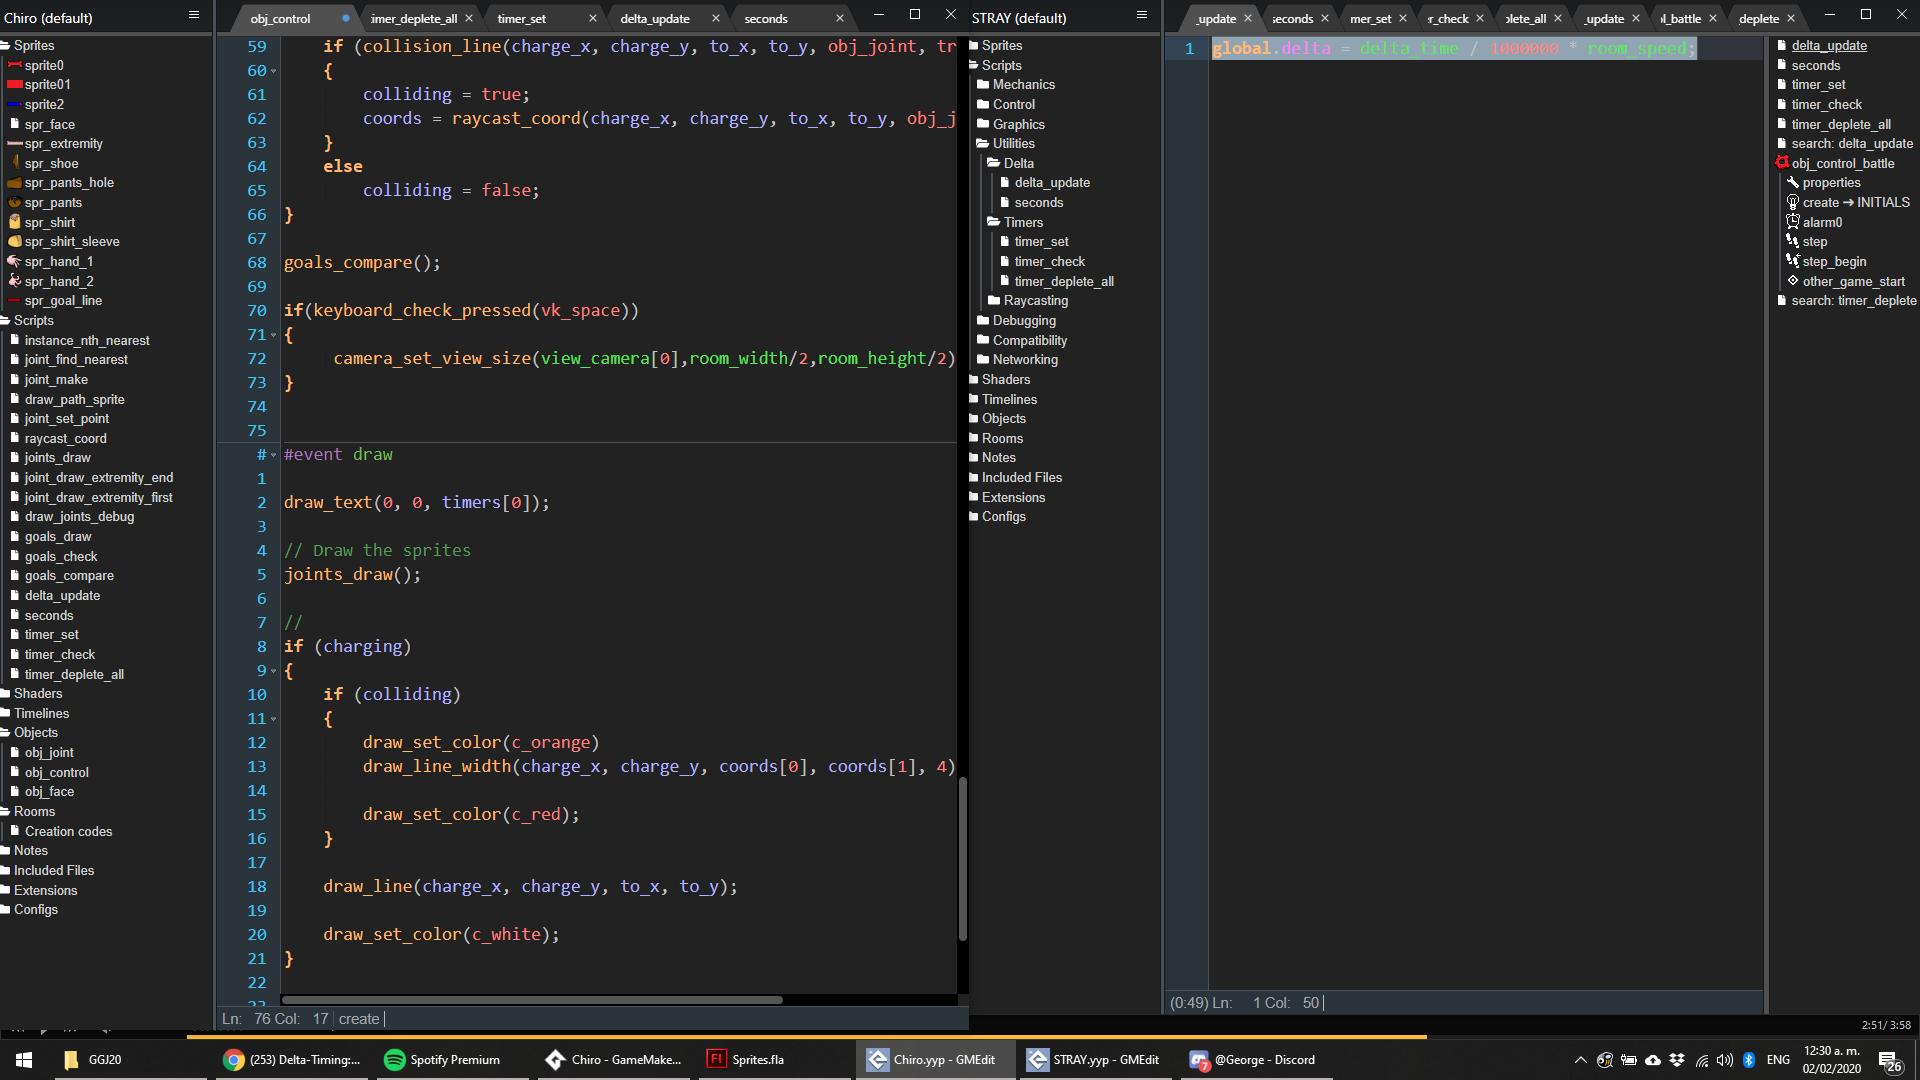 Chiro (default)
Sprites
sprite0
sprite01
sprite2
spr_face
spr_extremity
spr_shoe
spr_pants_hole
spr_pants
spr_shirt
spr_shirt_sleeve
spr_hand_1
spr_hand_2
spr_goal_line
Scripts
instance_nth_nearest
joint_find_nearest
joint_make
draw_path_sprite
joint_set_point
raycast_coord
joints_draw
joint_draw_extremity_end
joint_draw_extremity_first
draw_joints_debug
goals_draw
goals_check
goals_compare
delta_update
seconds
timer_set
timer_check
timer_deplete_all
Shaders
Timelines
Objects
obj_joint
obj_control
obj_face
Rooms
Creation codes
Notes
Included Files
Extensions
Configs
obj_control timer_deplete_all timer_set delta_update seconds
59 if (collision_line(charge_x, charge_y, to_x, to_y, obj_joint, tr
60 {
61 colliding = true;
62 coords = raycast_coord(charge_x, charge_y, to_x, to_y, obj_j
63 }
64 else
65 colliding = false;
66 }
67
68 goals_compare();
69
70 if(keyboard_check_pressed(vk_space))
71 {
72 camera_set_view_size(view_camera[0],room_width/2,room_height/2)
73 }
74
75
# #event draw
1
2 draw_text(0, 0, timers[0]);
3
4 // Draw the sprites
5 joints_draw();
6
7 //
8 if (charging)
9 {
10 if (colliding)
11 {
12 draw_set_color(c_orange)
13 draw_line_width(charge_x, charge_y, coords[0], coords[1], 4)
14
15 draw_set_color(c_red);
16 }
17
18 draw_line(charge_x, charge_y, to_x, to_y);
19
20 draw_set_color(c_white);
21 }
22
Ln: 76 Col: 17 create
STRAY (default)
Sprites
Scripts
Mechanics
Control
Graphics
Utilities
Delta
delta_update
seconds
Timers
timer_set
timer_check
timer_deplete_all
Raycasting
Debugging
Compatibility
Networking
Shaders
Timelines
Objects
Rooms
Notes
Included Files
Extensions
Configs
_update seconds mer_set r_check plete_all _update l_battle deplete
1 global.delta = delta_time / 1000000 * room_speed;
(0:49) Ln: 1 Col: 50
delta_update
seconds
timer_set
timer_check
timer_deplete_all
search: delta_update
obj_control_battle
properties
create → INITIALS
alarm0
step
step_begin
other_game_start
search: timer_deplete
2:51/ 3:58
GGJ20
(253) Delta-Timing:...
Spotify Premium
Chiro - GameMake...
Fl Sprites.fla
Chiro.yyp - GMEdit
STRAY.yyp - GMEdit
7 @George - Discord
ENG
12:30 a. m.
02/02/2020
26